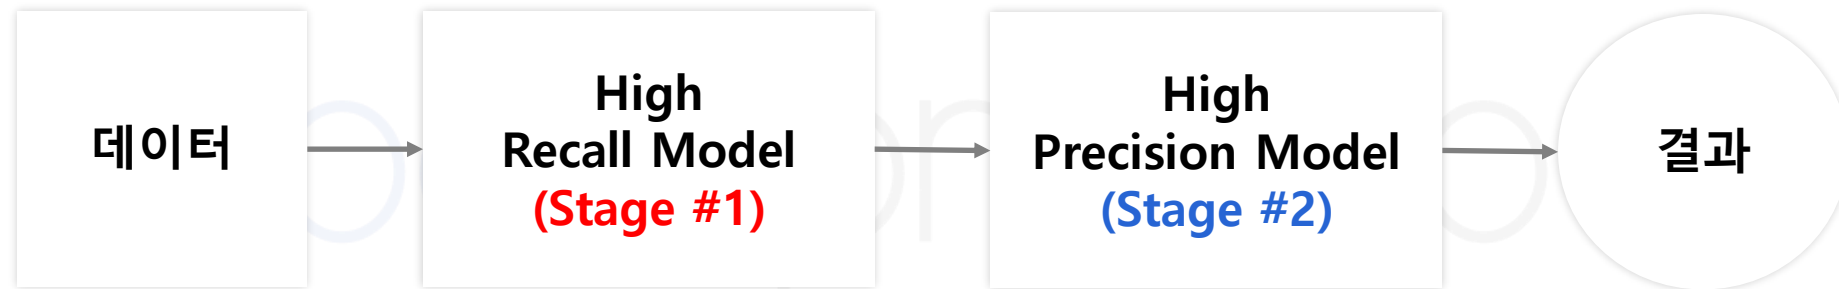 데이터
High
Recall Model
(Stage #1)
High
Precision Model
(Stage #2)
결과